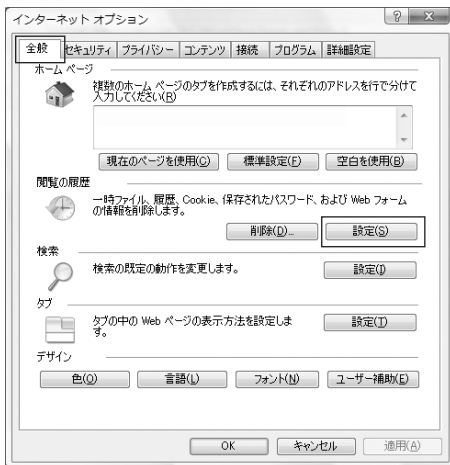 インターネット オプション
全般 セキュリティ プライバシー コンテンツ 接続 プログラム 詳細設定
ホーム ページ
複数のホーム ページのタブを作成するには、それぞれのアドレスを行で分けて
入力してください(R)
現在のページを使用(C) 標準設定(F) 空白を使用(B)
閲覧の履歴
一時ファイル、履歴、Cookie、保存されたパスワード、および Web フォーム
の情報を削除します。
削除(D)... 設定(S)
検索
検索の既定の動作を変更します。 設定(I)
タブ
タブの中の Web ページの表示方法を設定しま
す。
設定(T)
デザイン
色(O) 言語(L) フォント(N) ユーザー補助(E)
OK キャンセル 適用(A)